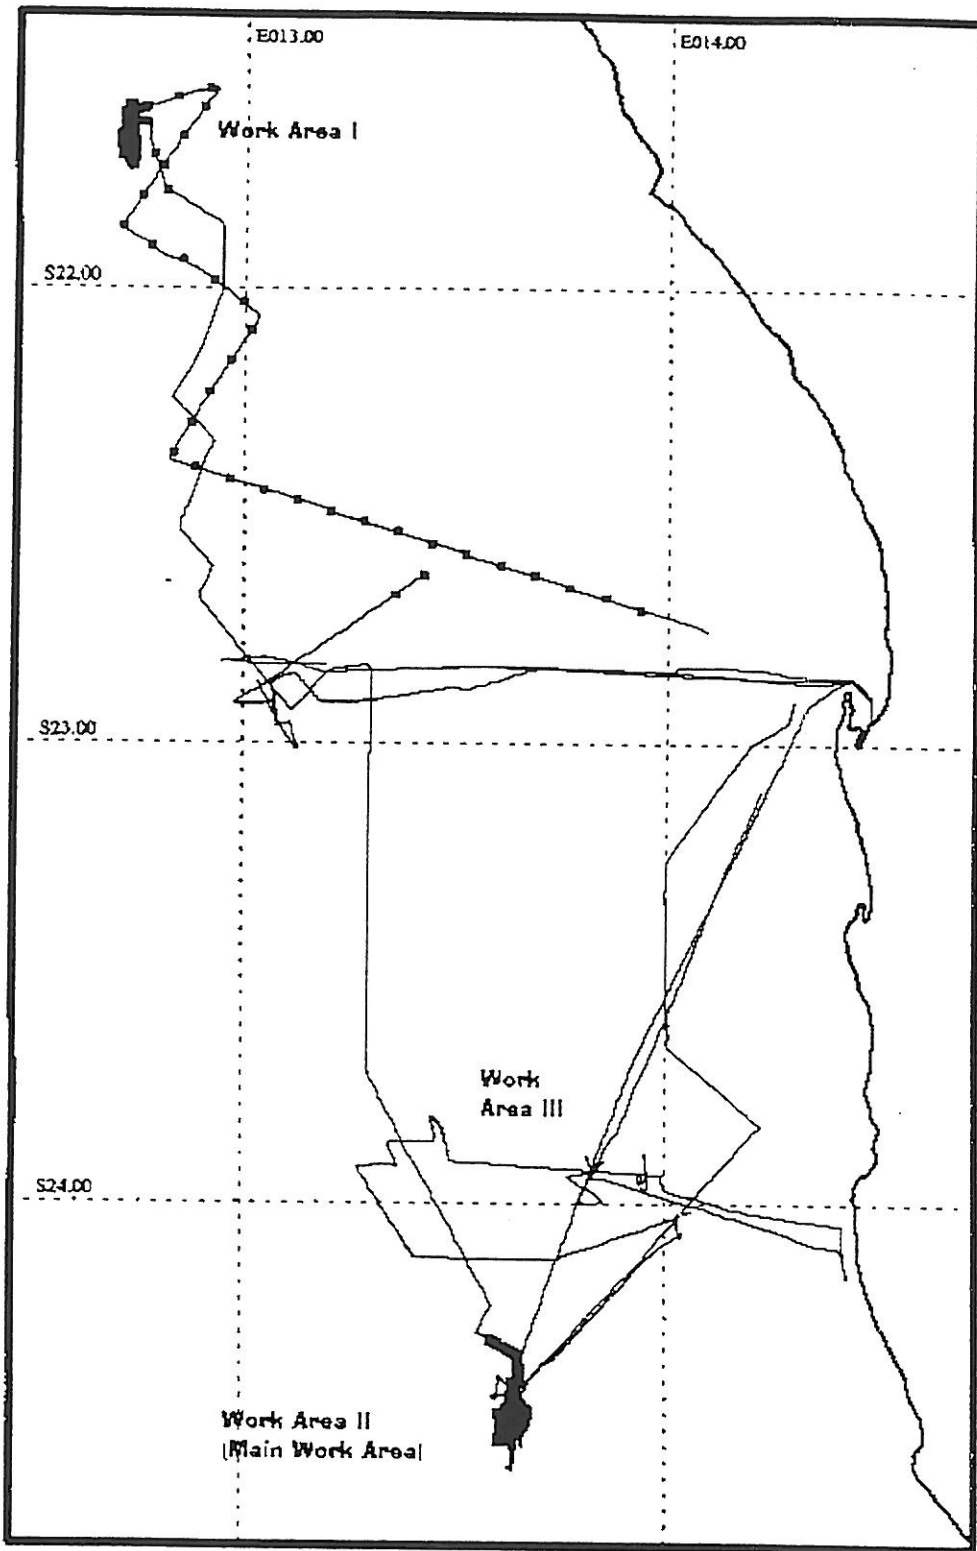 E013.00
E014.00
Work Area I
S22.00
S23.00
Work
Area III
S24.00
Work Area II
(Main Work Area)